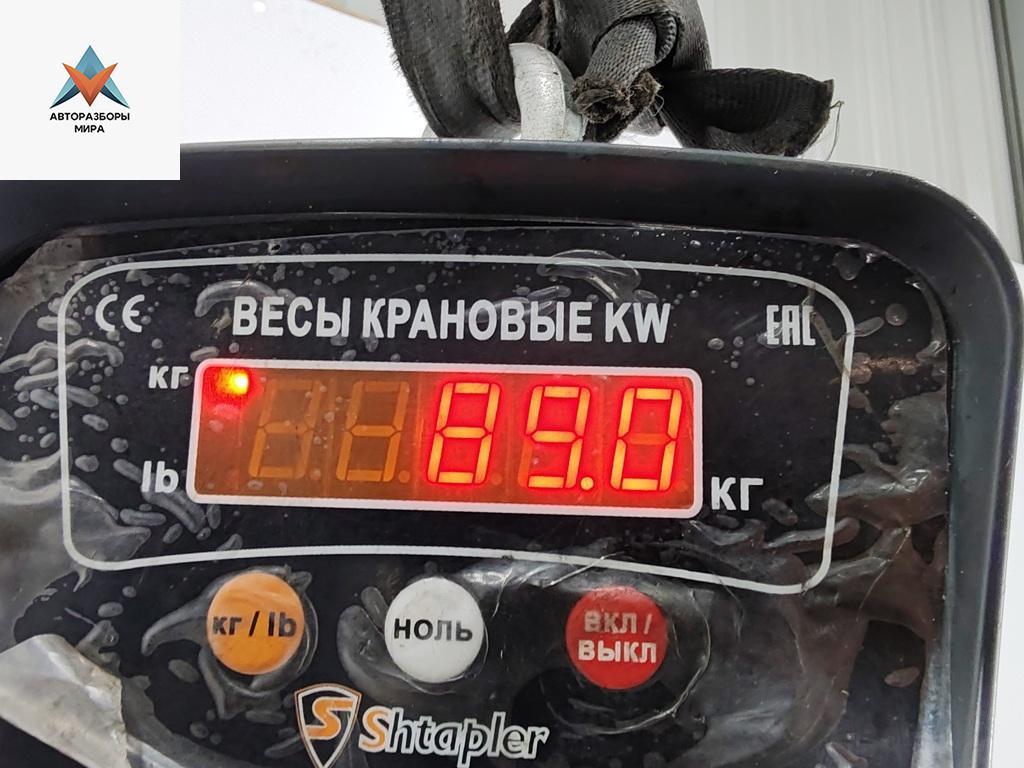 АВТОРАЗБОРЫ
МИРА
CE
ВЕСЫ КРАНОВЫЕ KW
EAC
кг
89.0
lb
КГ
кг / lb
НОЛЬ
ВКЛ /
ВЫКЛ
S Shtapler